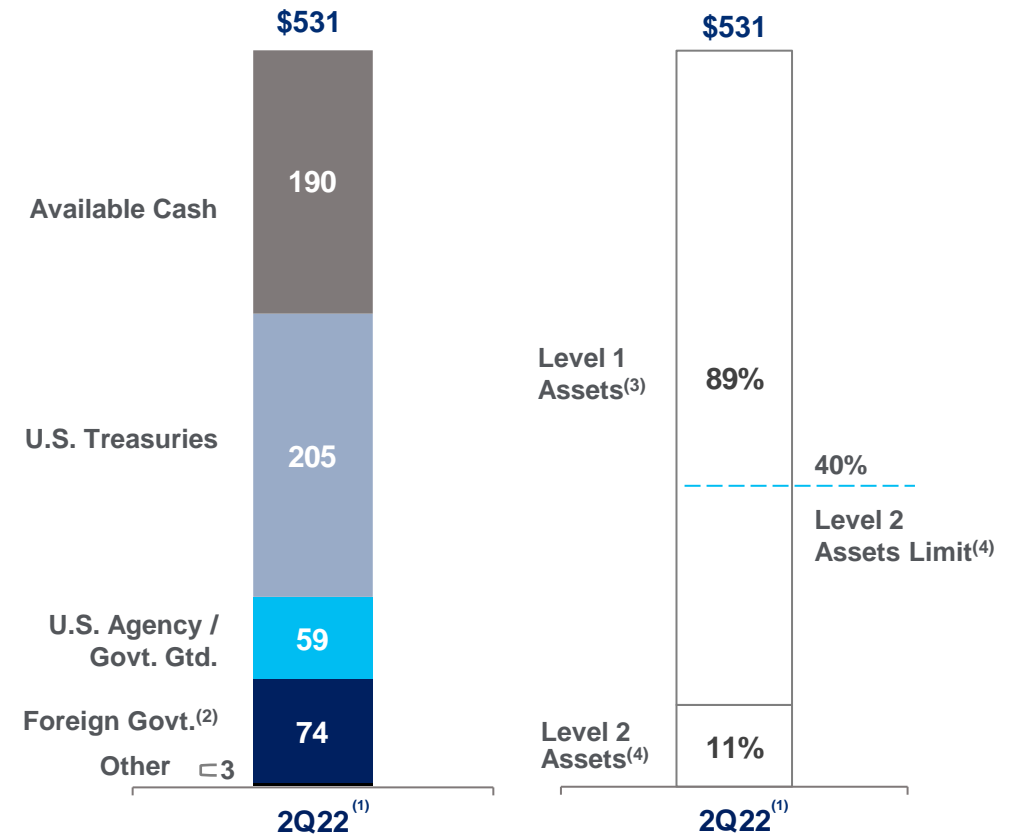 $531
Available Cash
190
U.S. Treasuries
205
U.S. Agency /
Govt. Gtd.
59
Foreign Govt.(2)
74
Other
3
2Q22(1)
$531
Level 1
Assets(3)
89%
40%
Level 2
Assets Limit(4)
Level 2
Assets(4)
11%
2Q22(1)